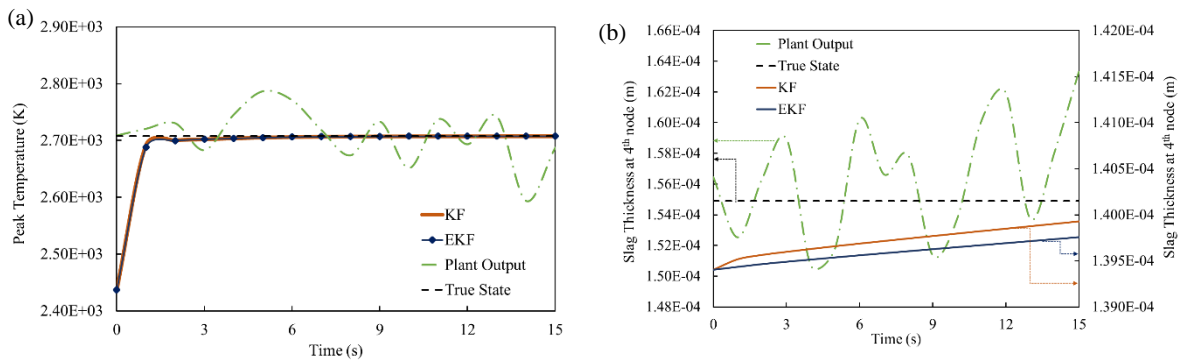 (a)
2.90E+03
2.80E+03
2.70E+03
2.60E+03
2.50E+03
2.40E+03
Peak Temperature (K)
KF
EKF
Plant Output
True State
0 3 6 9 12 15
Time (s)
(b)
1.66E-04
1.64E-04
1.62E-04
1.60E-04
1.58E-04
1.56E-04
1.54E-04
1.52E-04
1.50E-04
1.48E-04
Slag Thickness at 4th node (m)
Plant Output
True State
KF
EKF
1.420E-04
1.415E-04
1.410E-04
1.405E-04
1.400E-04
1.395E-04
1.390E-04
Slag Thickness at 4th node (m)
0 3 6 9 12 15
Time (s)